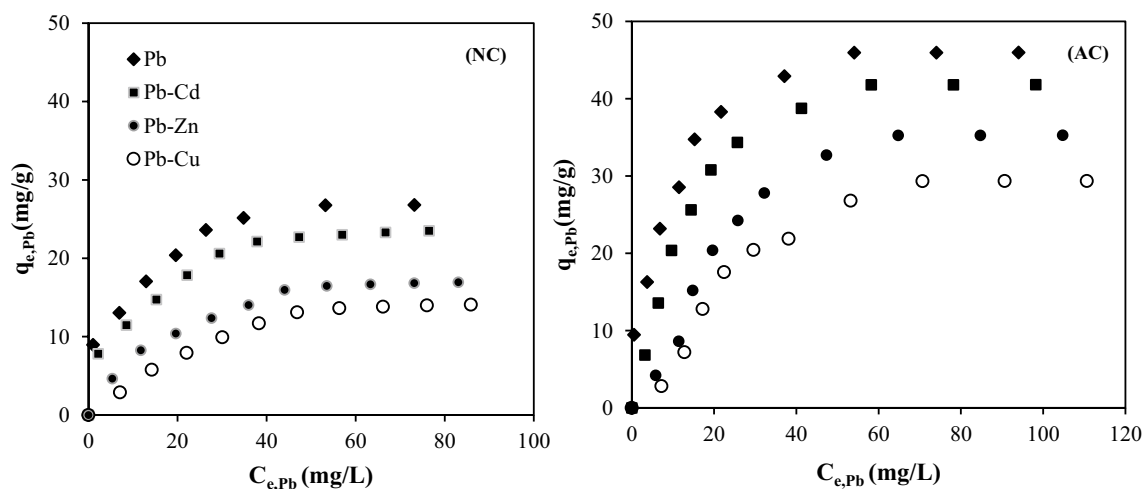 50
40
30
20
10
0
q_e,Pb (mg/g)
(NC)
Pb
Pb-Cd
Pb-Zn
Pb-Cu
0 20 40 60 80 100
C_e,Pb (mg/L)
50
40
30
20
10
0
q_e,Pb (mg/g)
(AC)
0 20 40 60 80 100 120
C_e,Pb (mg/L)